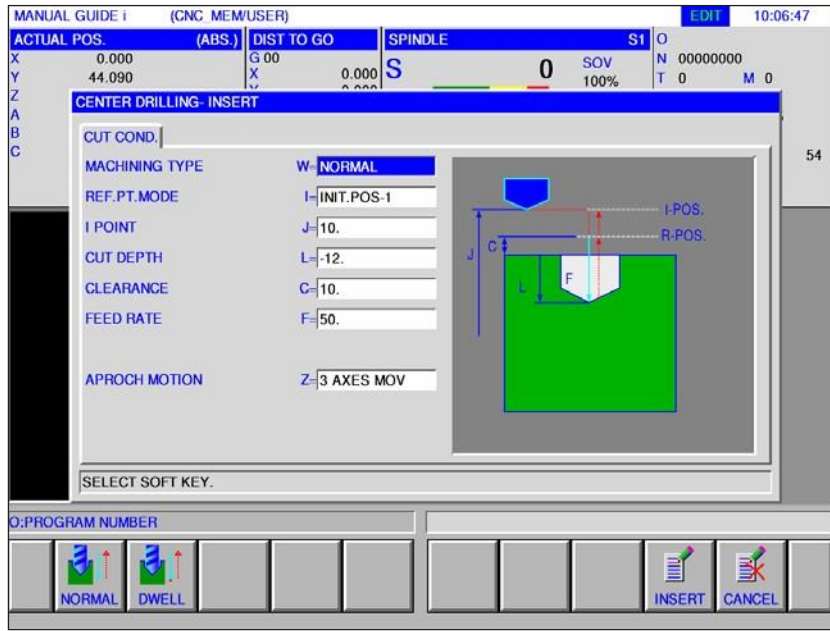 MANUAL GUIDE i (CNC_MEM/USER) EDIT 10:06:47
ACTUAL POS. (ABS.) DIST TO GO SPINDLE S1 O
X 0.000 G 00 S 0 SOV N 00000000
Y 44.090 X 0.000 100% T 0 M 0
Z
A
B
C 54
CENTER DRILLING- INSERT
CUT COND.
MACHINING TYPE W= NORMAL
REF.PT.MODE I= INIT.POS-1
I POINT J= 10.
CUT DEPTH L= -12.
CLEARANCE C= 10.
FEED RATE F= 50.
APROCH MOTION Z= 3 AXES MOV
I-POS.
R-POS.
J
C
L
F
SELECT SOFT KEY.
O:PROGRAM NUMBER
NORMAL DWELL INSERT CANCEL